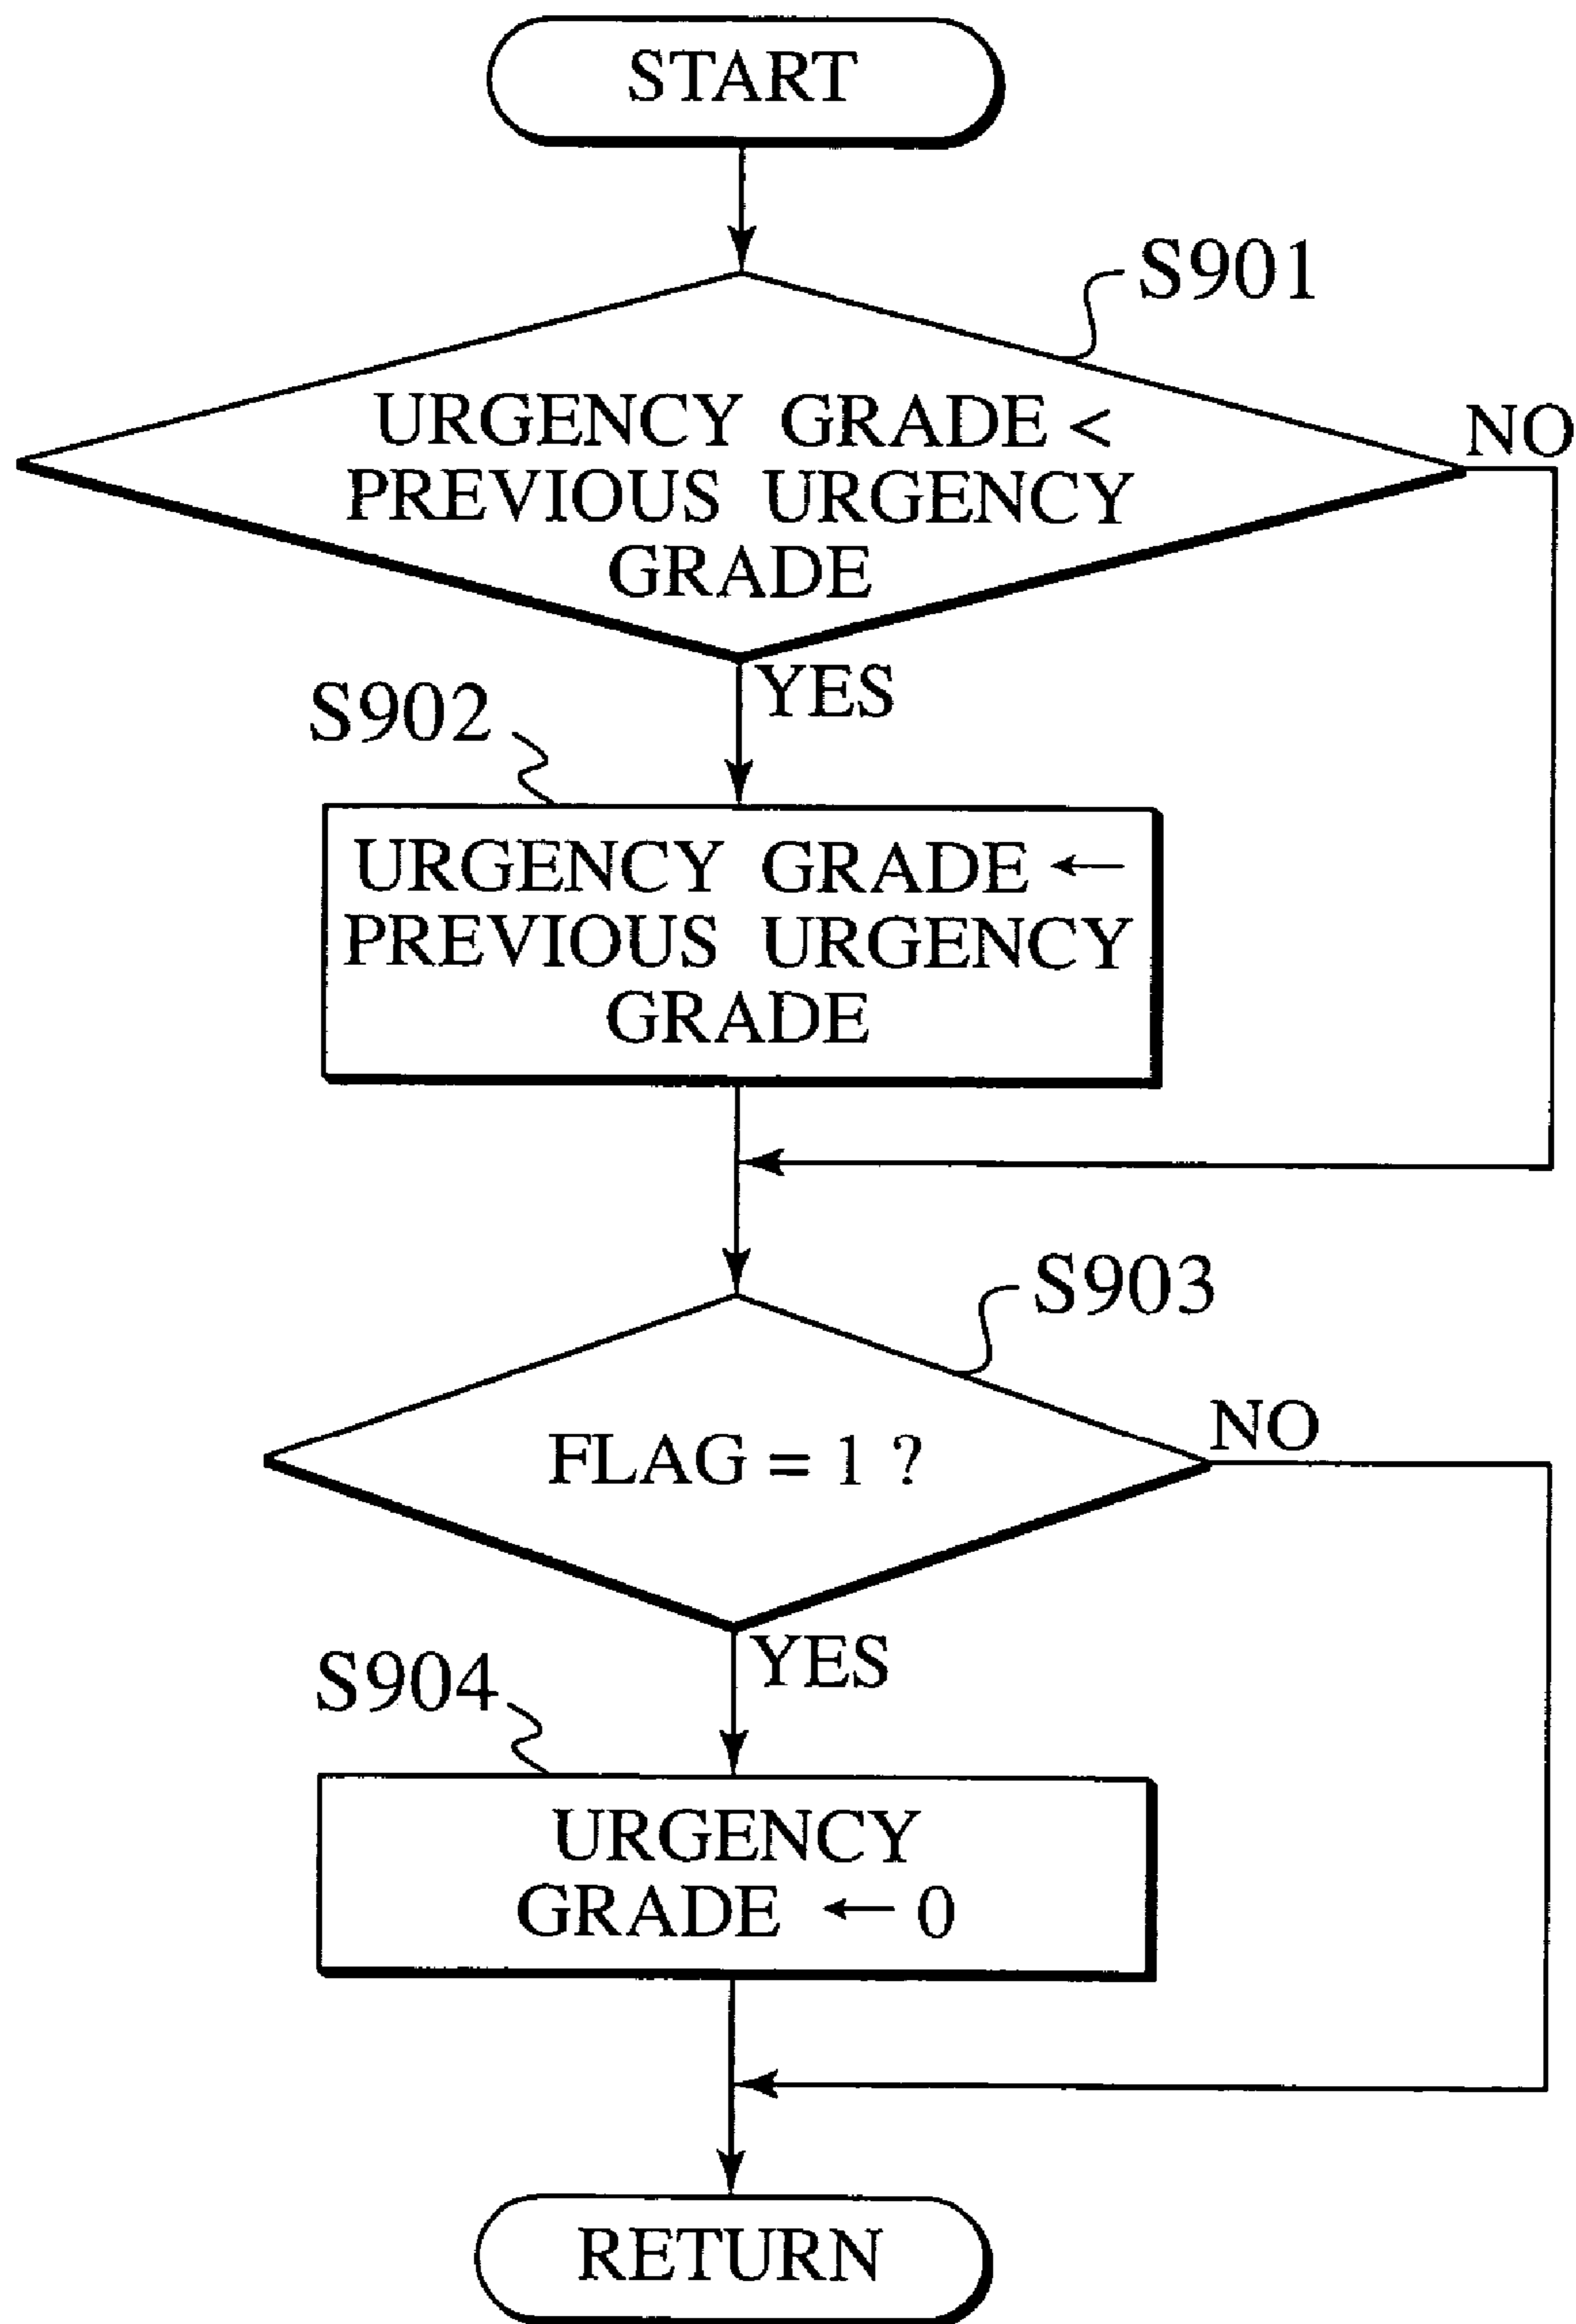 START
S901
URGENCY GRADE <
PREVIOUS URGENCY
GRADE
NO
YES
S902
URGENCY GRADE ←
PREVIOUS URGENCY
GRADE
S903
FLAG = 1 ?
NO
YES
S904
URGENCY
GRADE ← 0
RETURN